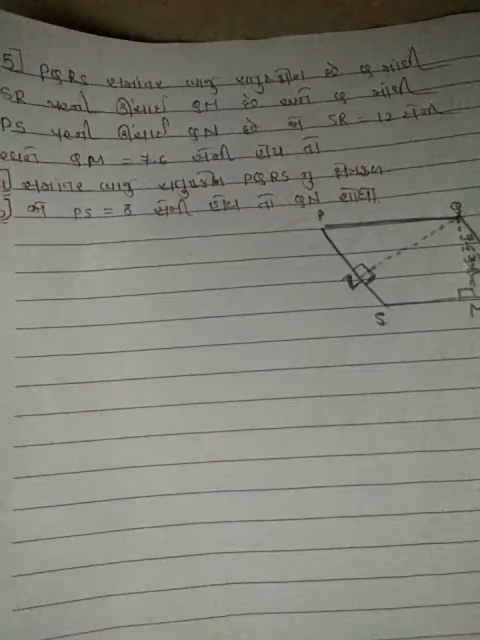 5] PQRS સમાંતર બાજુ ચતુષ્કોણ છે Q માંથી
SR પરનો QM છે અને Q માંથી
PS પરનો QN છે જો SR = 12 સેમી
અને QM = 7.6 સેમી હોય તો
સમાંતર બાજુ ચતુષ્કોણ PQRS નુ ક્ષેત્રફળ
b] જો PS = 8 સેમી હોય તો QN શોધો
P
Q
N
S